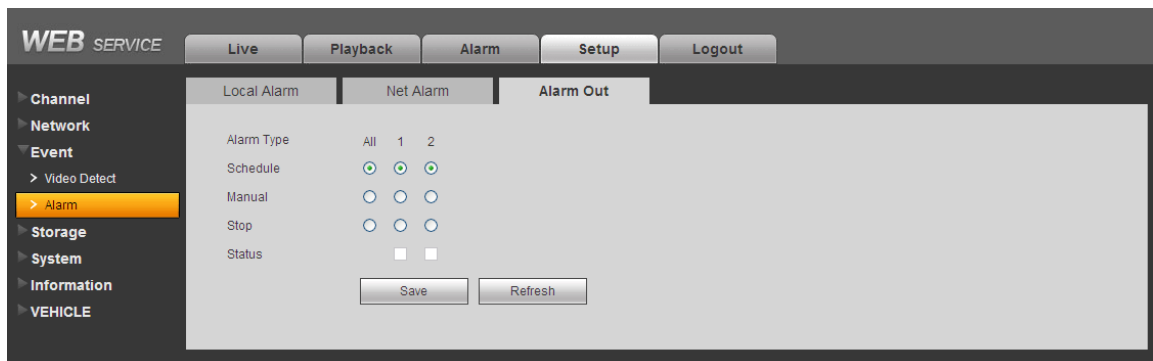 WEB SERVICE
Live Playback Alarm Setup Logout
Local Alarm Net Alarm Alarm Out
Channel
Network
Event
> Video Detect
> Alarm
Storage
System
Information
VEHICLE
Alarm Type All 1 2
Schedule
Manual
Stop
Status
Save Refresh